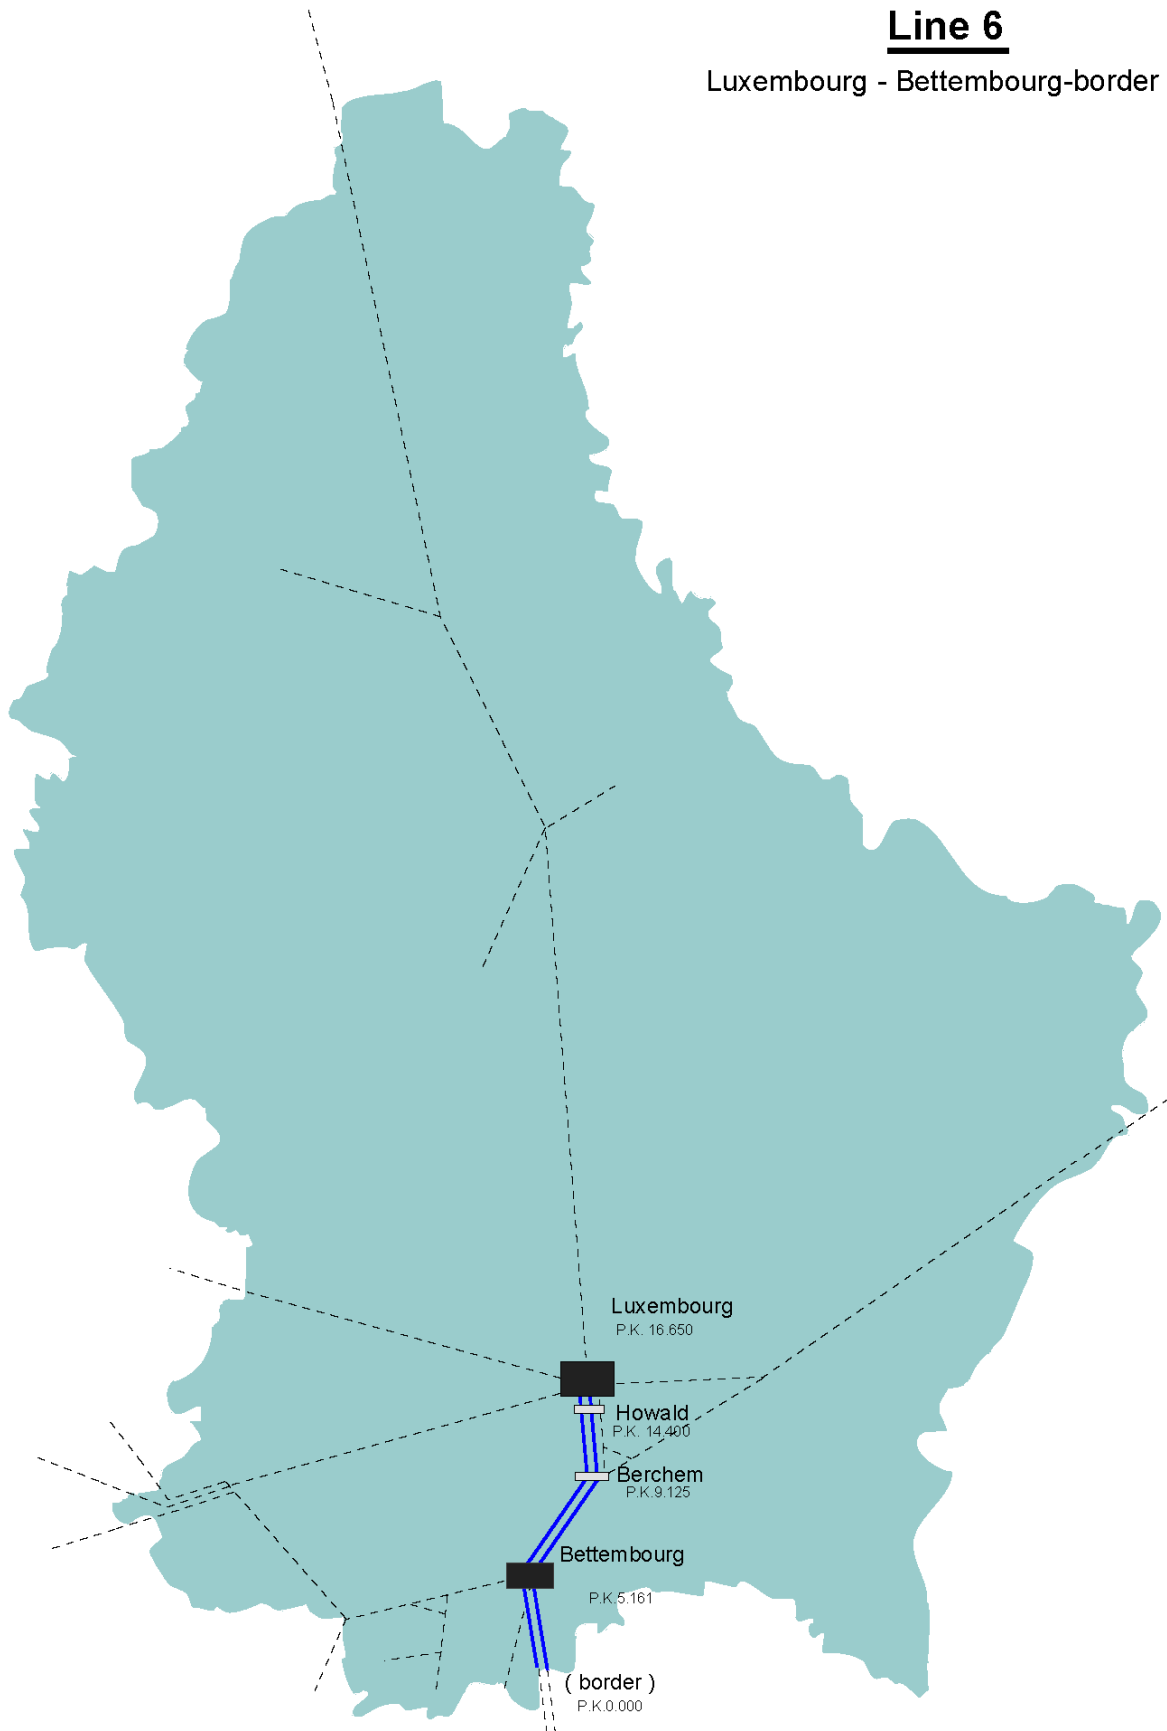 Line 6
Luxembourg - Bettembourg-border
Luxembourg
P.K. 16.650
Howald
P.K. 14.400
Berchem
P.K.9.125
Bettembourg
P.K.5.161
( border )
P.K.0.000